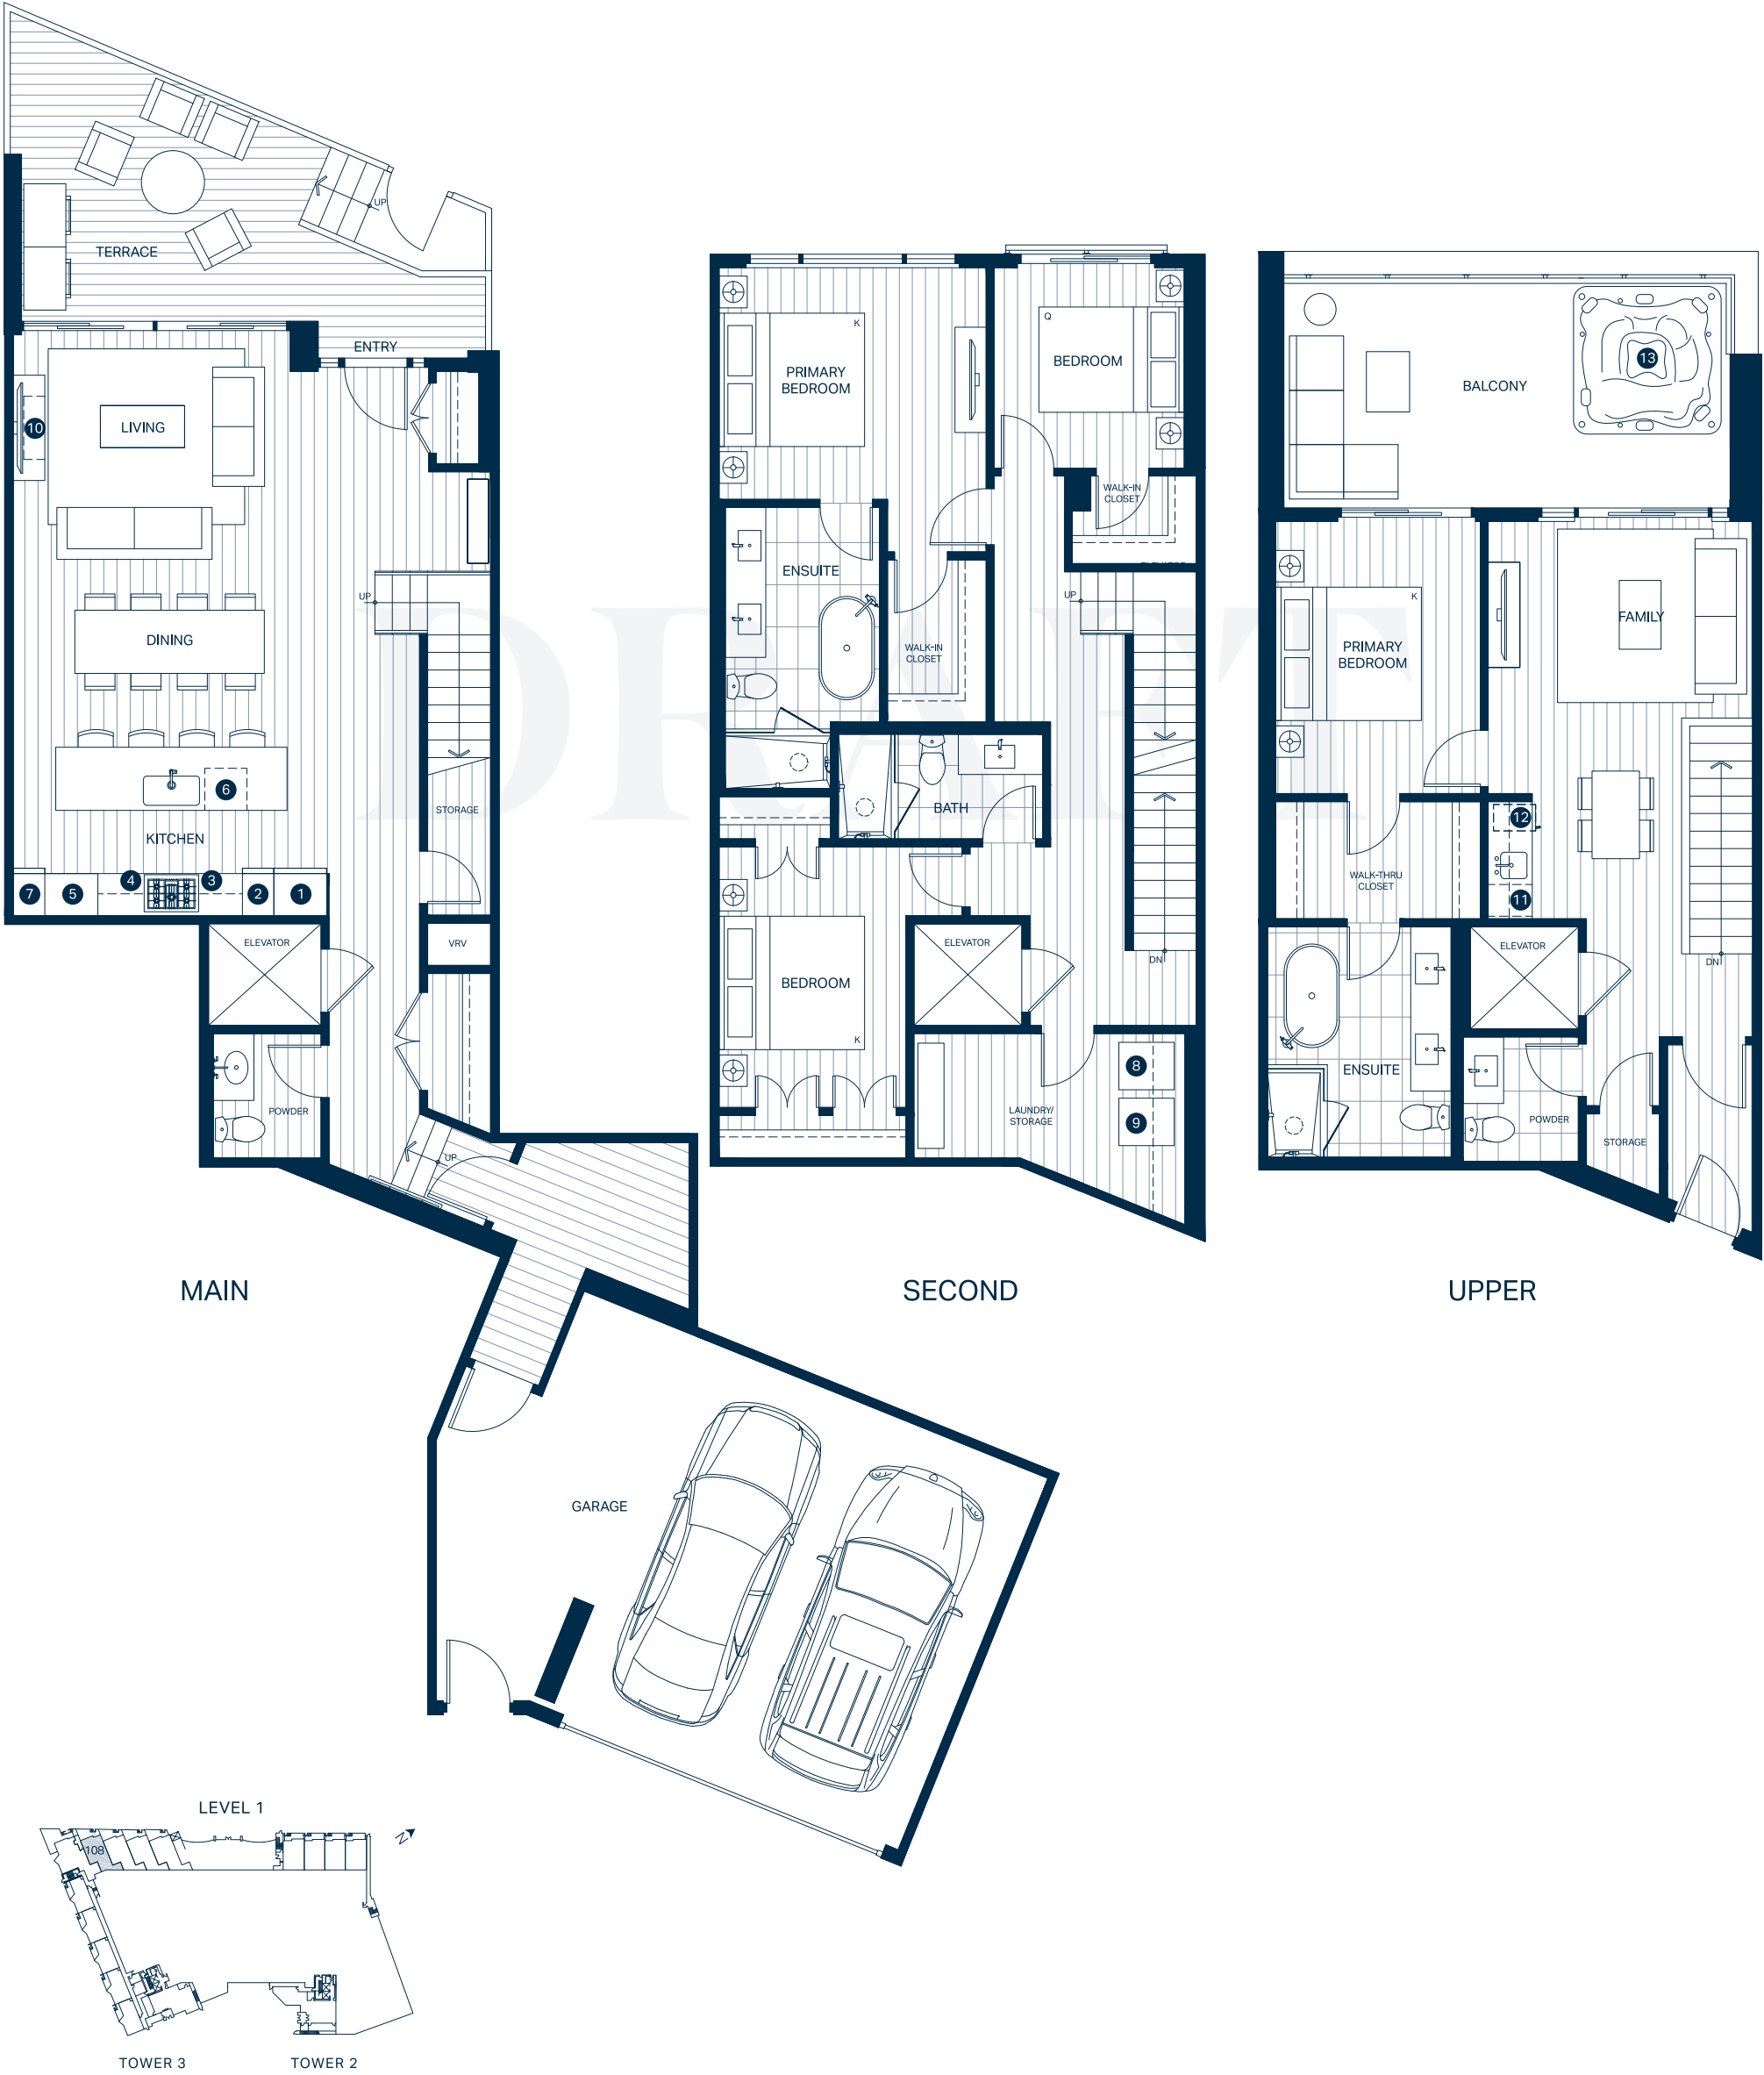 DRAFT
UP
TERRACE
ENTRY
10
LIVING
UP
DINING
6
KITCHEN
STORAGE
7
5
4
3
2
1
ELEVATOR
VRV
POWDER
UP
MAIN
GARAGE
K
PRIMARY
BEDROOM
Q
BEDROOM
WALK-IN
CLOSET
ENSUITE
UP
WALK-IN
CLOSET
BATH
ELEVATOR
DN
BEDROOM
K
8
LAUNDRY/
STORAGE
9
SECOND
13
BALCONY
K
FAMILY
PRIMARY
BEDROOM
12
WALK-THRU
CLOSET
11
ELEVATOR
DN
ENSUITE
POWDER
STORAGE
UPPER
LEVEL 1
108
N
TOWER 3
TOWER 2